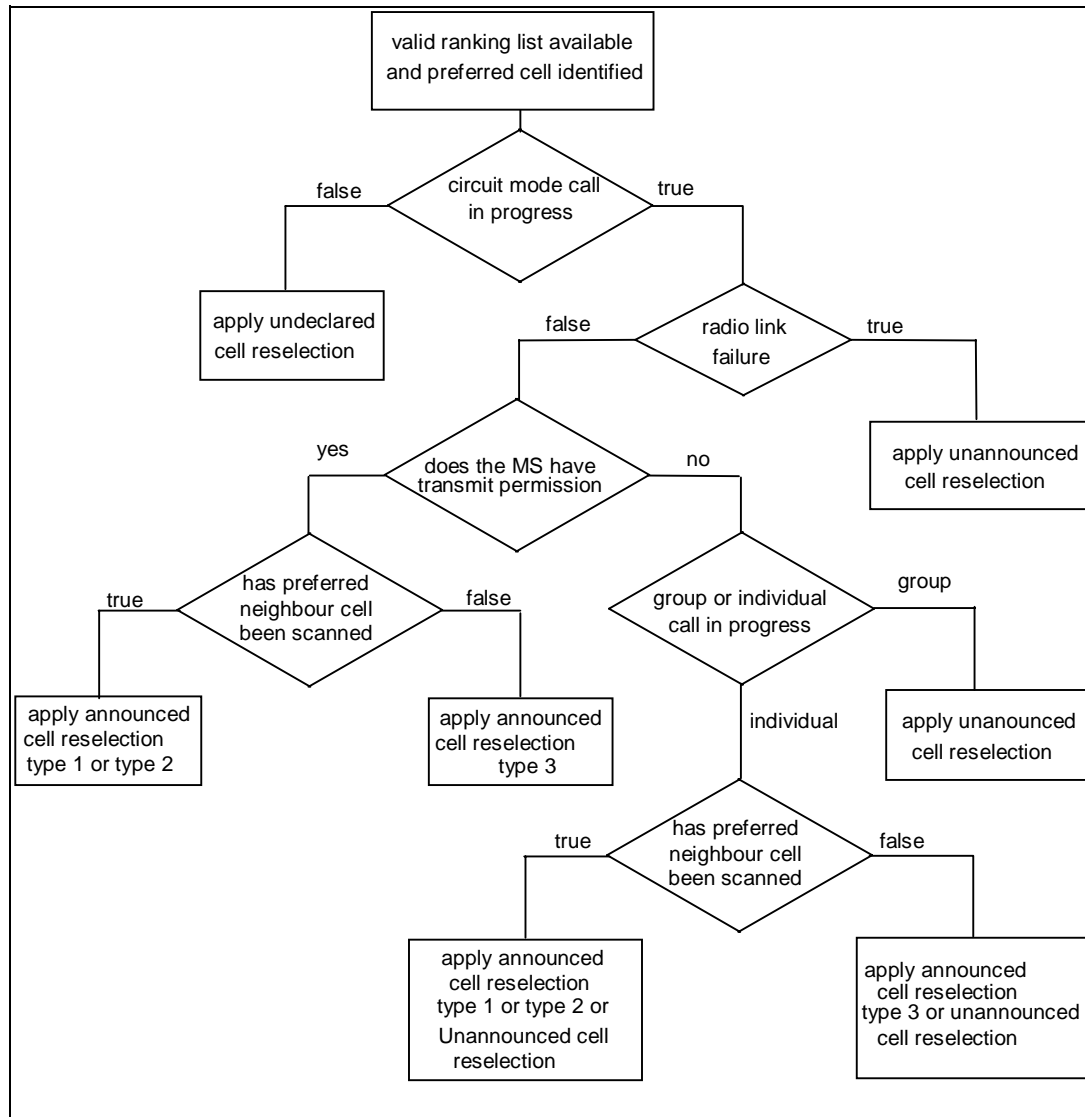 valid ranking list available
and preferred cell identified
circuit mode call
in progress
false
true
apply undeclared
cell reselection
radio link
failure
false
true
apply unannounced
cell reselection
does the MS have
transmit permission
yes
no
has preferred
neighbour cell
been scanned
true
false
group or individual
call in progress
group
individual
apply announced
cell reselection
type 1 or type 2
apply announced
cell reselection
type 3
apply unanounced
cell reselection
has preferred
neighbour cell
been scanned
true
false
apply announced
cell reselection
type 1 or type 2 or
Unannounced cell
reselection
apply announced
cell reselection
type 3 or unannounced
cell reselection